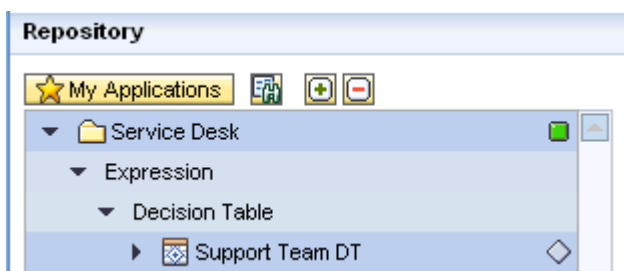 Repository
My Applications
Service Desk
Expression
Decision Table
Support Team DT